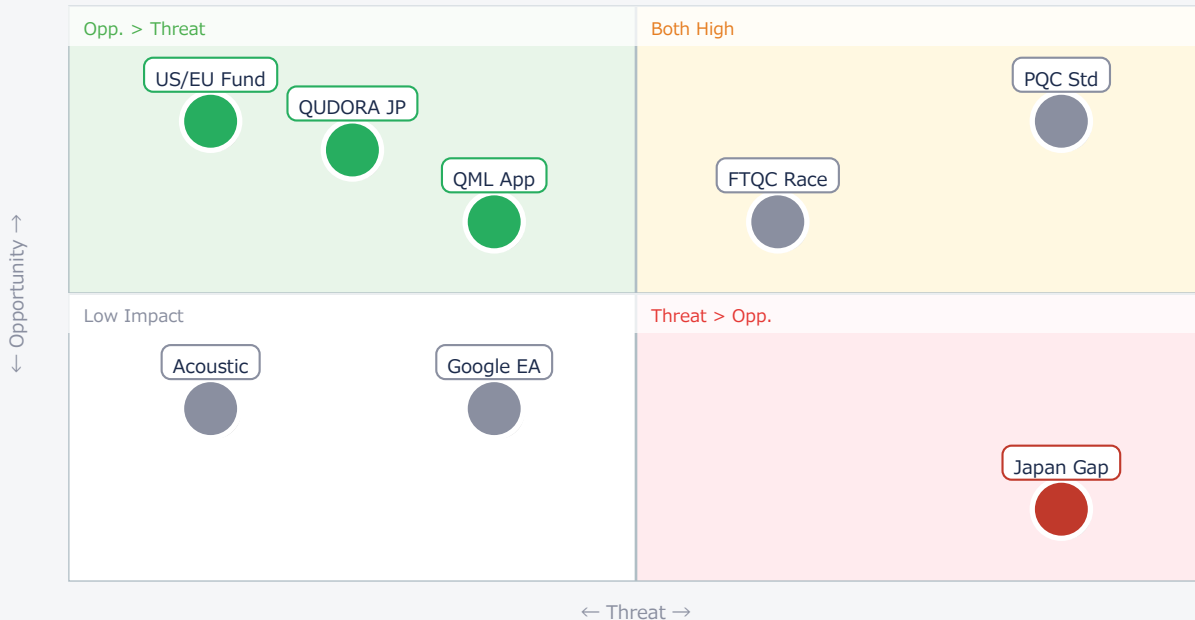 Opp. > Threat
Both High
US/EU Fund
PQC Std
QUDORA JP
QML App
FTQC Race
← Opportunity →
Low Impact
Threat > Opp.
Acoustic
Google EA
Japan Gap
← Threat →